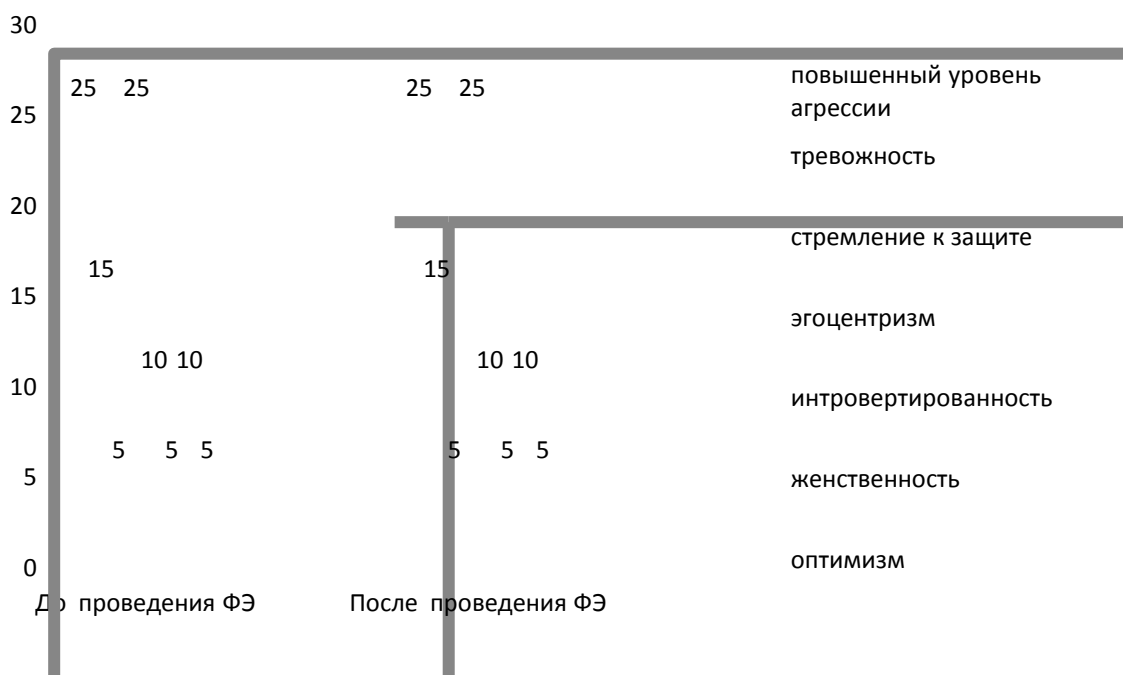 30
25 25 25 25 повышенный уровень
25 агрессии
тревожность
20
стремление к защите
15 15
15
эгоцентризм
10 10 10 10
10
интровертированность
5 5 5 5 5 5
5
женственность
0
оптимизм
До проведения ФЭ После проведения ФЭ